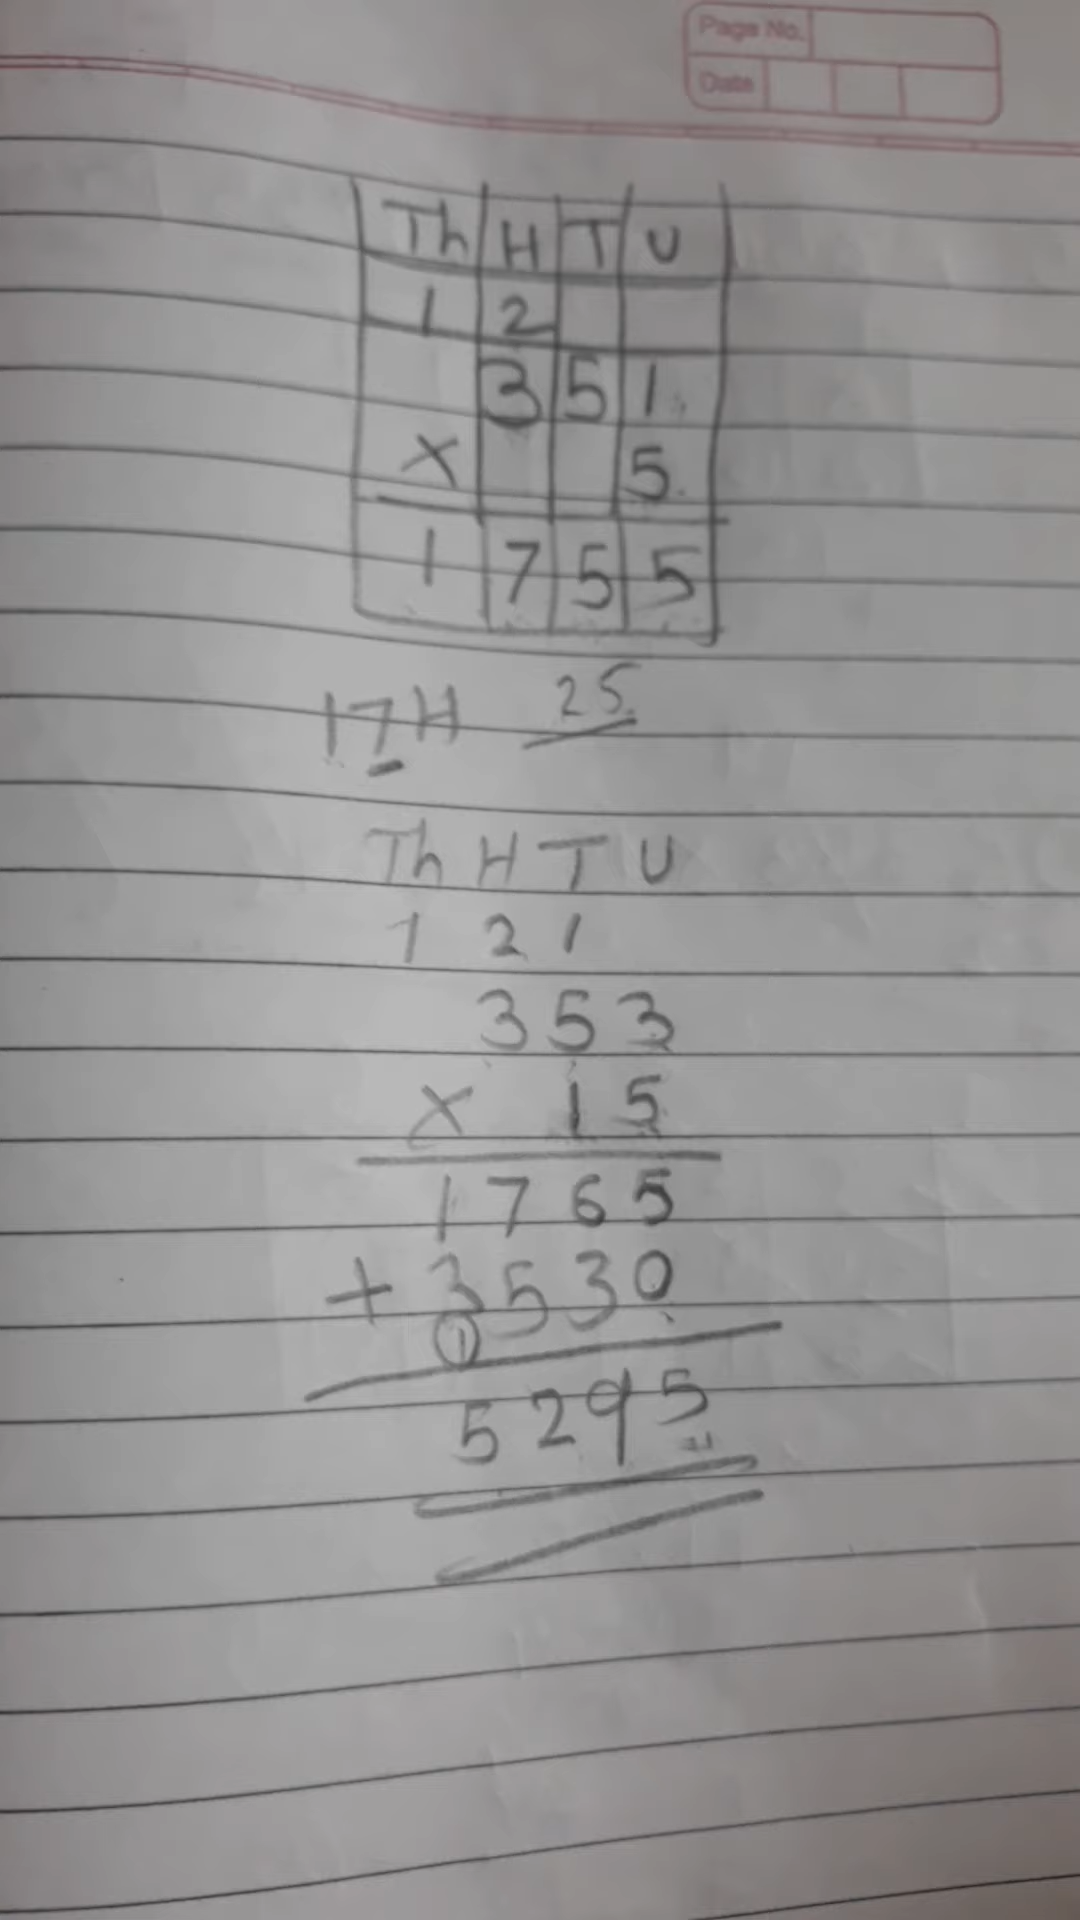 Page No.
Date
Th H T U
1 2
3 5 1
× 5
1 7 5 5
17H 25
Th H T U
1 2 1
3 5 3
× 1 5
1 7 6 5
+ 3 5 3 0
1
5 2 9 5